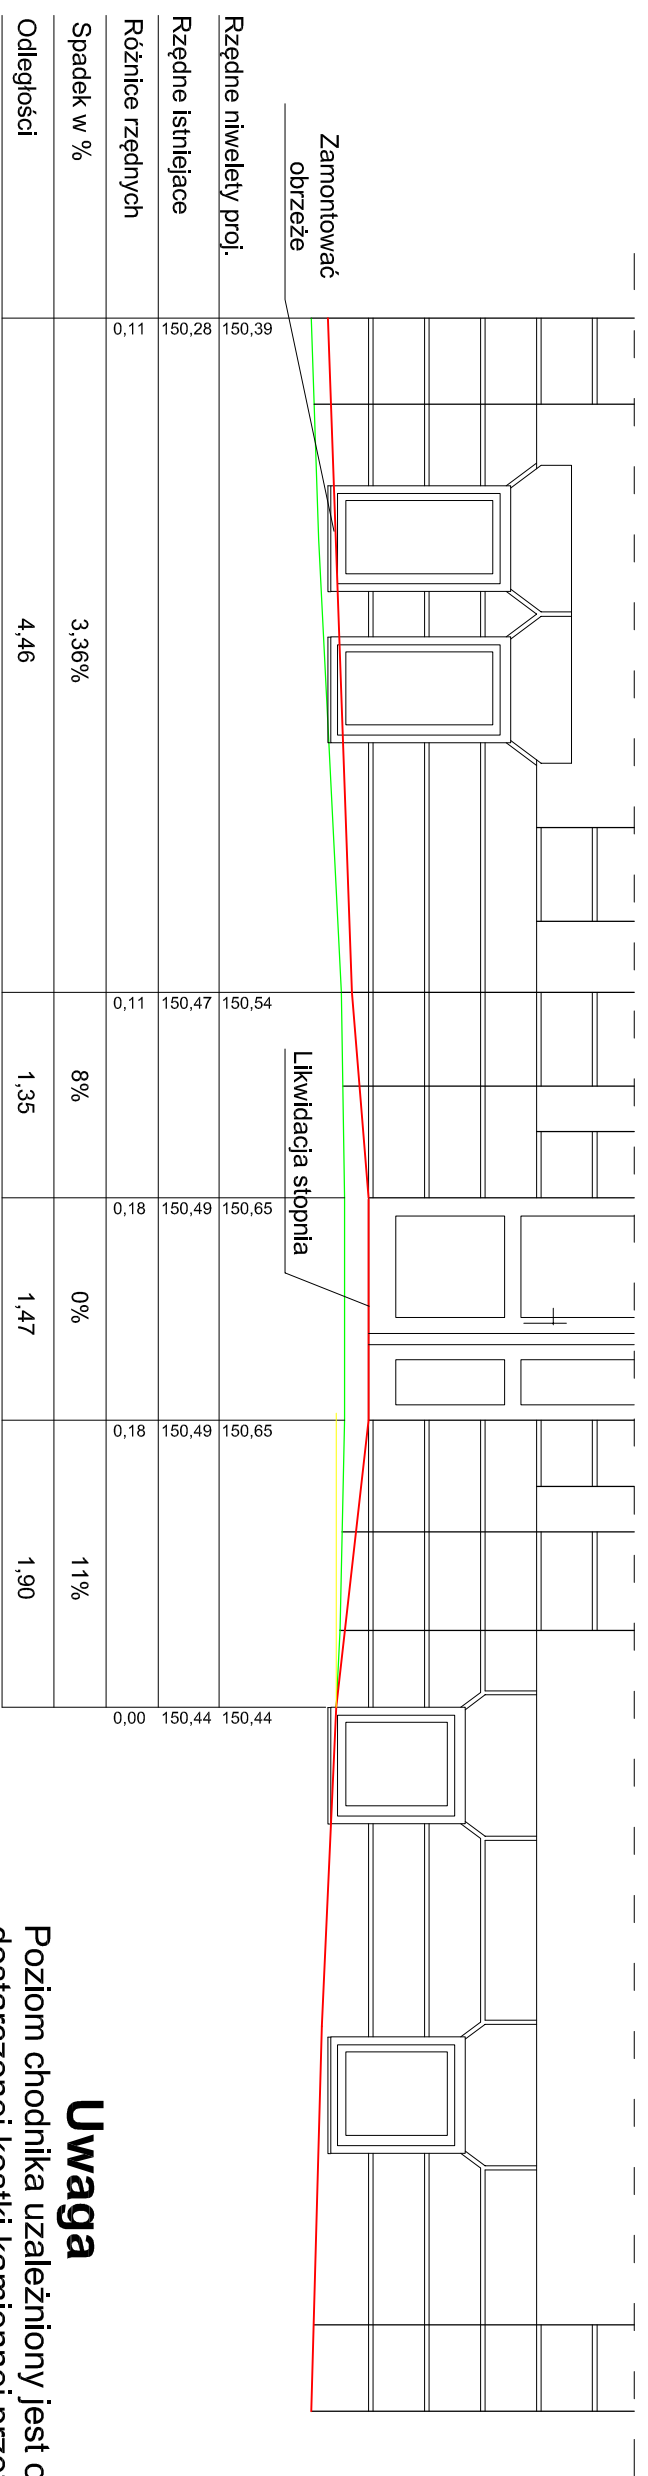 Zamontować
obrzeże
Likwidacja stopnia
Rzędne niwelety proj.
150,39
150,54
150,65
150,65
150,44
Rzędne istniejace
150,28
150,47
150,49
150,49
150,44
Różnice rzędnych
0,11
0,11
0,18
0,18
0,00
Spadek w %
3,36%
8%
0%
11%
Odległości
4,46
1,35
1,47
1,90
Uwaga
Poziom chodnika uzależniony jest
dostarczonej kostki kamiennej